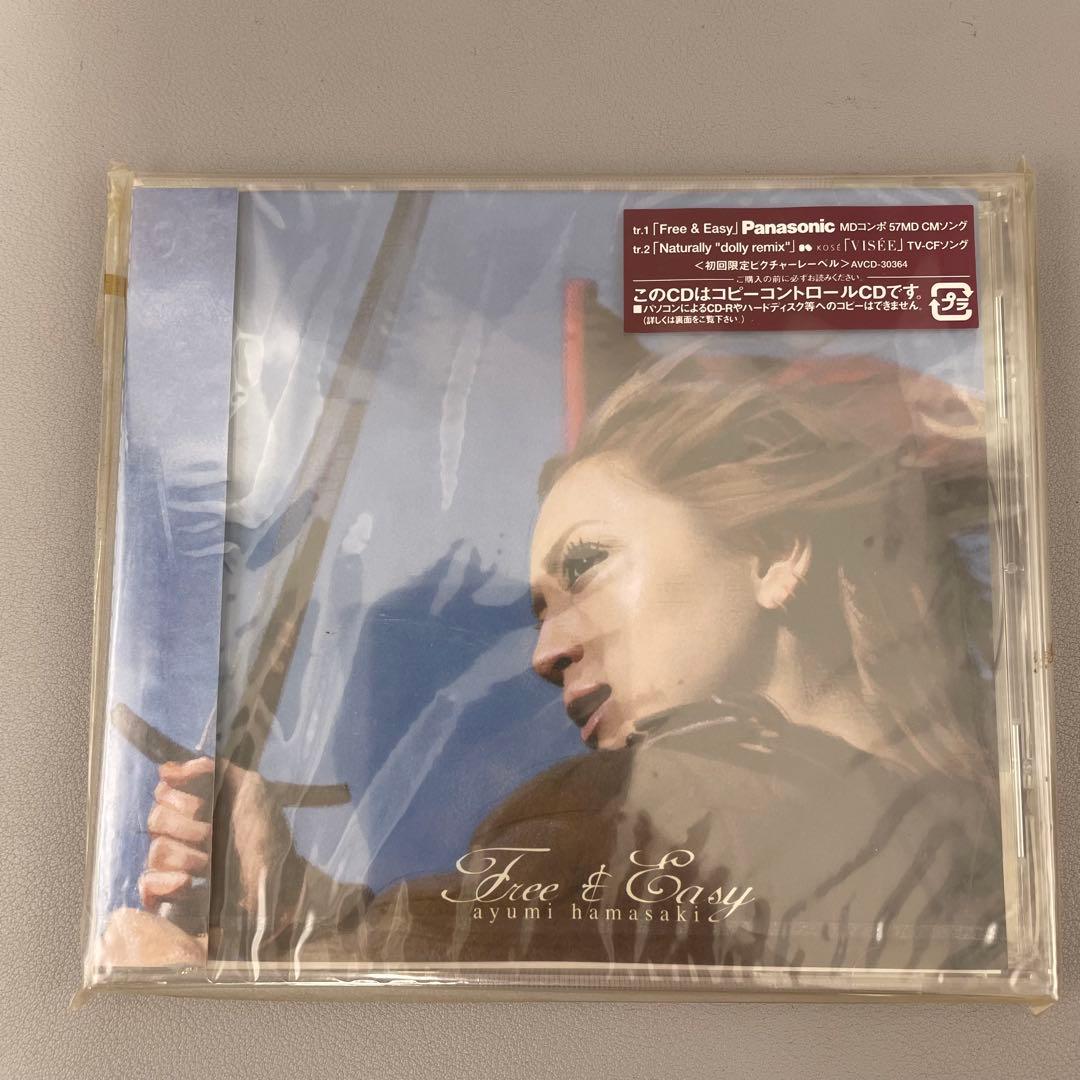 tr.1「Free & Easy」Panasonic MDコンポ 57MD CMソング
tr.2「Naturally "dolly remix"」 KOSÉ「VISÉE」TV-CFソング
<初回限定ピクチャーレーベル>AVCD-30364
ご購入の前に必ずお読みください。
このCDはコピーコントロールCDです。
■パソコンによるCD-Rやハードディスク等へのコピーはできません。
(詳しくは裏面をご覧下さい。)
プラ
Free & Easy
ayumi hamasaki